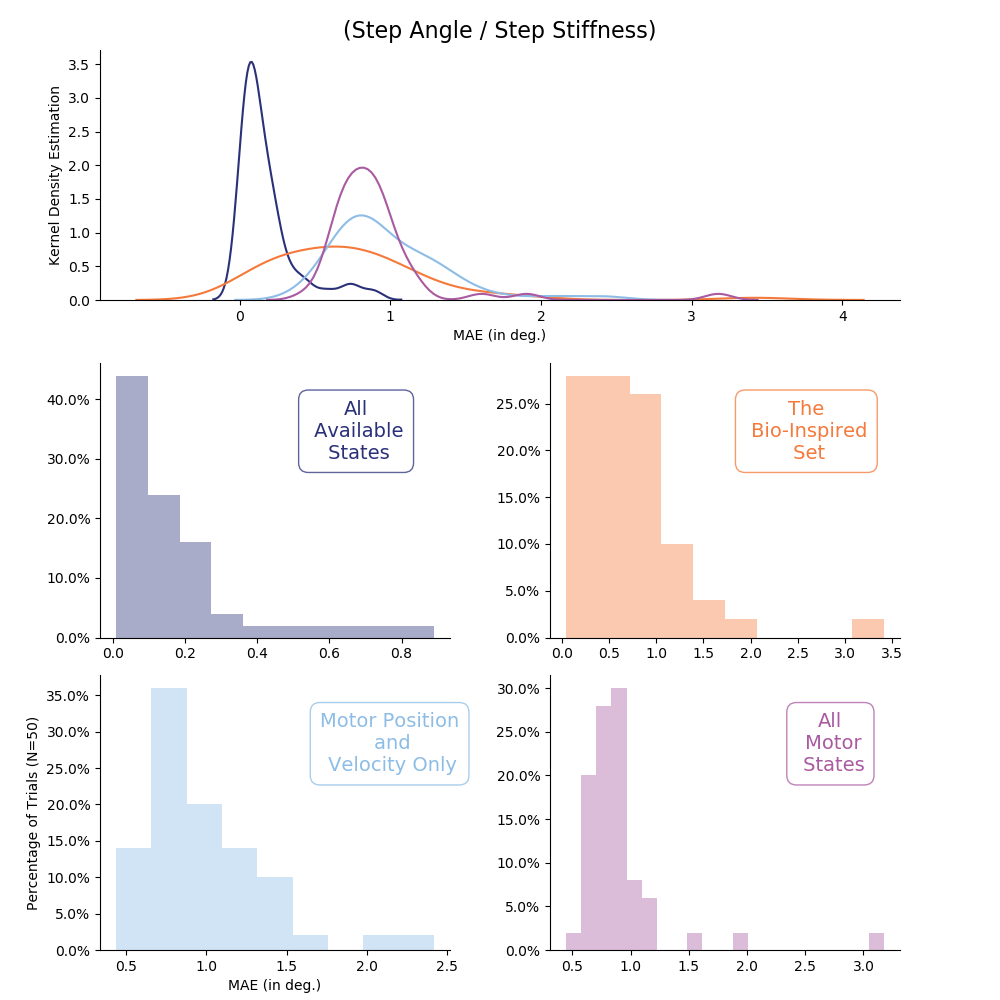 (Step Angle / Step Stiffness)
Kernel Density Estimation
3.5
3.0
2.5
2.0
1.5
1.0
0.5
0.0
0 1 2 3 4
MAE (in deg.)
40.0%
30.0%
20.0%
10.0%
0.0%
0.0 0.2 0.4 0.6 0.8
All
Available
States
25.0%
20.0%
15.0%
10.0%
5.0%
0.0%
0.0 0.5 1.0 1.5 2.0 2.5 3.0 3.5
The
Bio-Inspired
Set
Percentage of Trials (N=50)
35.0%
30.0%
25.0%
20.0%
15.0%
10.0%
5.0%
0.0%
0.5 1.0 1.5 2.0 2.5
MAE (in deg.)
Motor Position
and
Velocity Only
30.0%
25.0%
20.0%
15.0%
10.0%
5.0%
0.0%
0.5 1.0 1.5 2.0 2.5 3.0
All
Motor
States